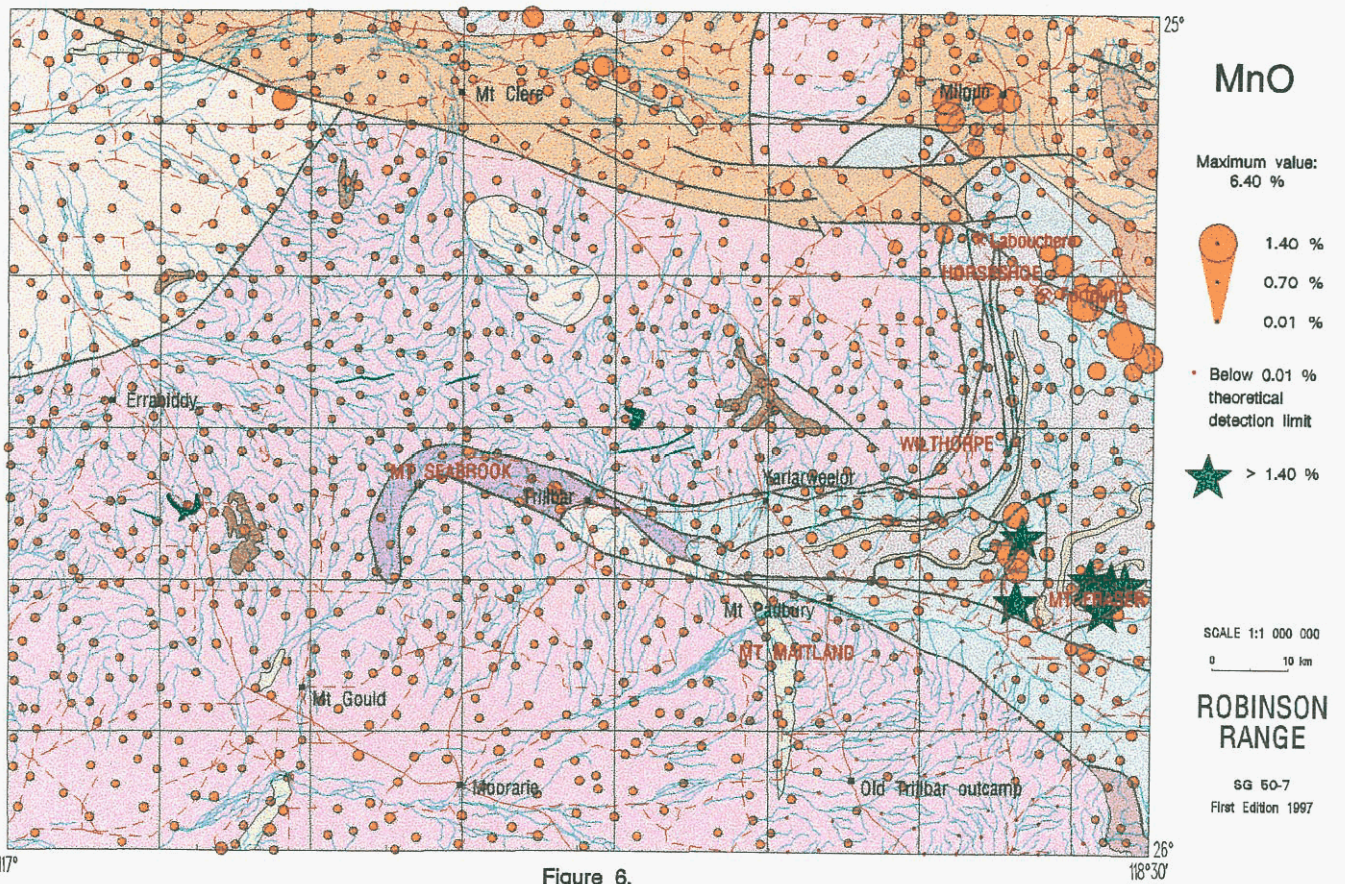 25°
MnO
Maximum value:
6.40 %
1.40 %
0.70 %
0.01 %
Below 0.01 %
theoretical
detection limit
> 1.40 %
SCALE 1:1 000 000
0 10 km
ROBINSON
RANGE
SG 50-7
First Edition 1997
Mt Clere
Milgun
Labouchere
HORSESHOE
Fortnum
Errabiddy
WILTHORPE
MT SEABROOK
Trillbar
Yarlarweelor
Mt Padbury
MT FRASER
MT MAITLAND
Mt Gould
Moorarie
Old Trillbar outcamp
117°
118°30'
26°
Figure 6.